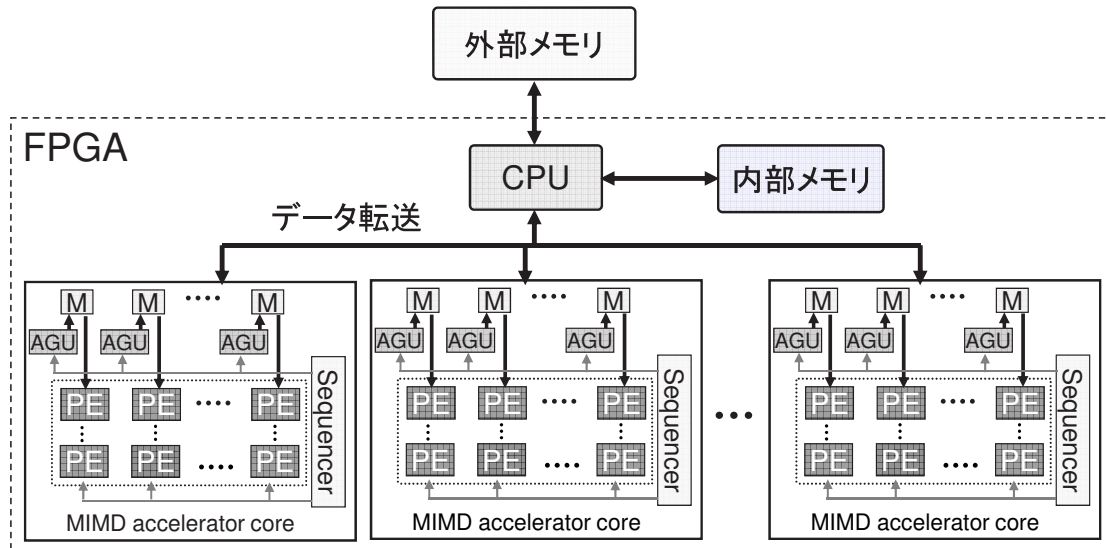 外部メモリ
FPGA
CPU
内部メモリ
データ転送
M M ···· M
AGU AGU AGU
PE PE ···· PE
PE PE ···· PE
Sequencer
MIMD accelerator core
M M ···· M
AGU AGU AGU
PE PE ···· PE
PE PE ···· PE
Sequencer
MIMD accelerator core
•••
M M ···· M
AGU AGU AGU
PE PE ···· PE
PE PE ···· PE
Sequencer
MIMD accelerator core